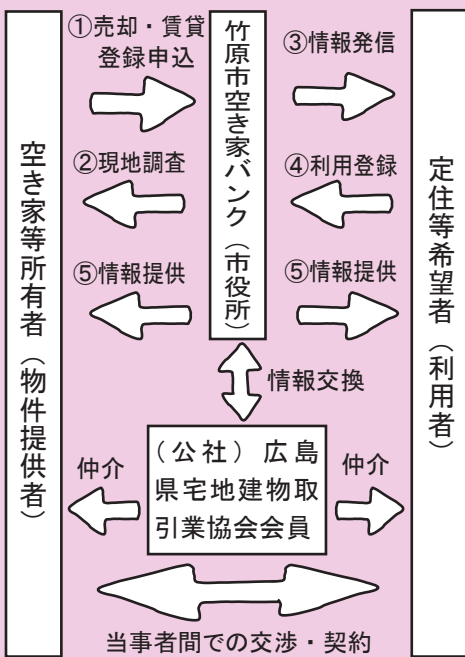 空き家等所有者（物件提供者）
①売却・賃貸
登録申込
②現地調査
⑤情報提供
竹原市空き家バンク（市役所）
③情報発信
④利用登録
⑤情報提供
定住等希望者（利用者）
情報交換
仲介
（公社）広島
県宅地建物取
引業協会会員
仲介
当事者間での交渉・契約